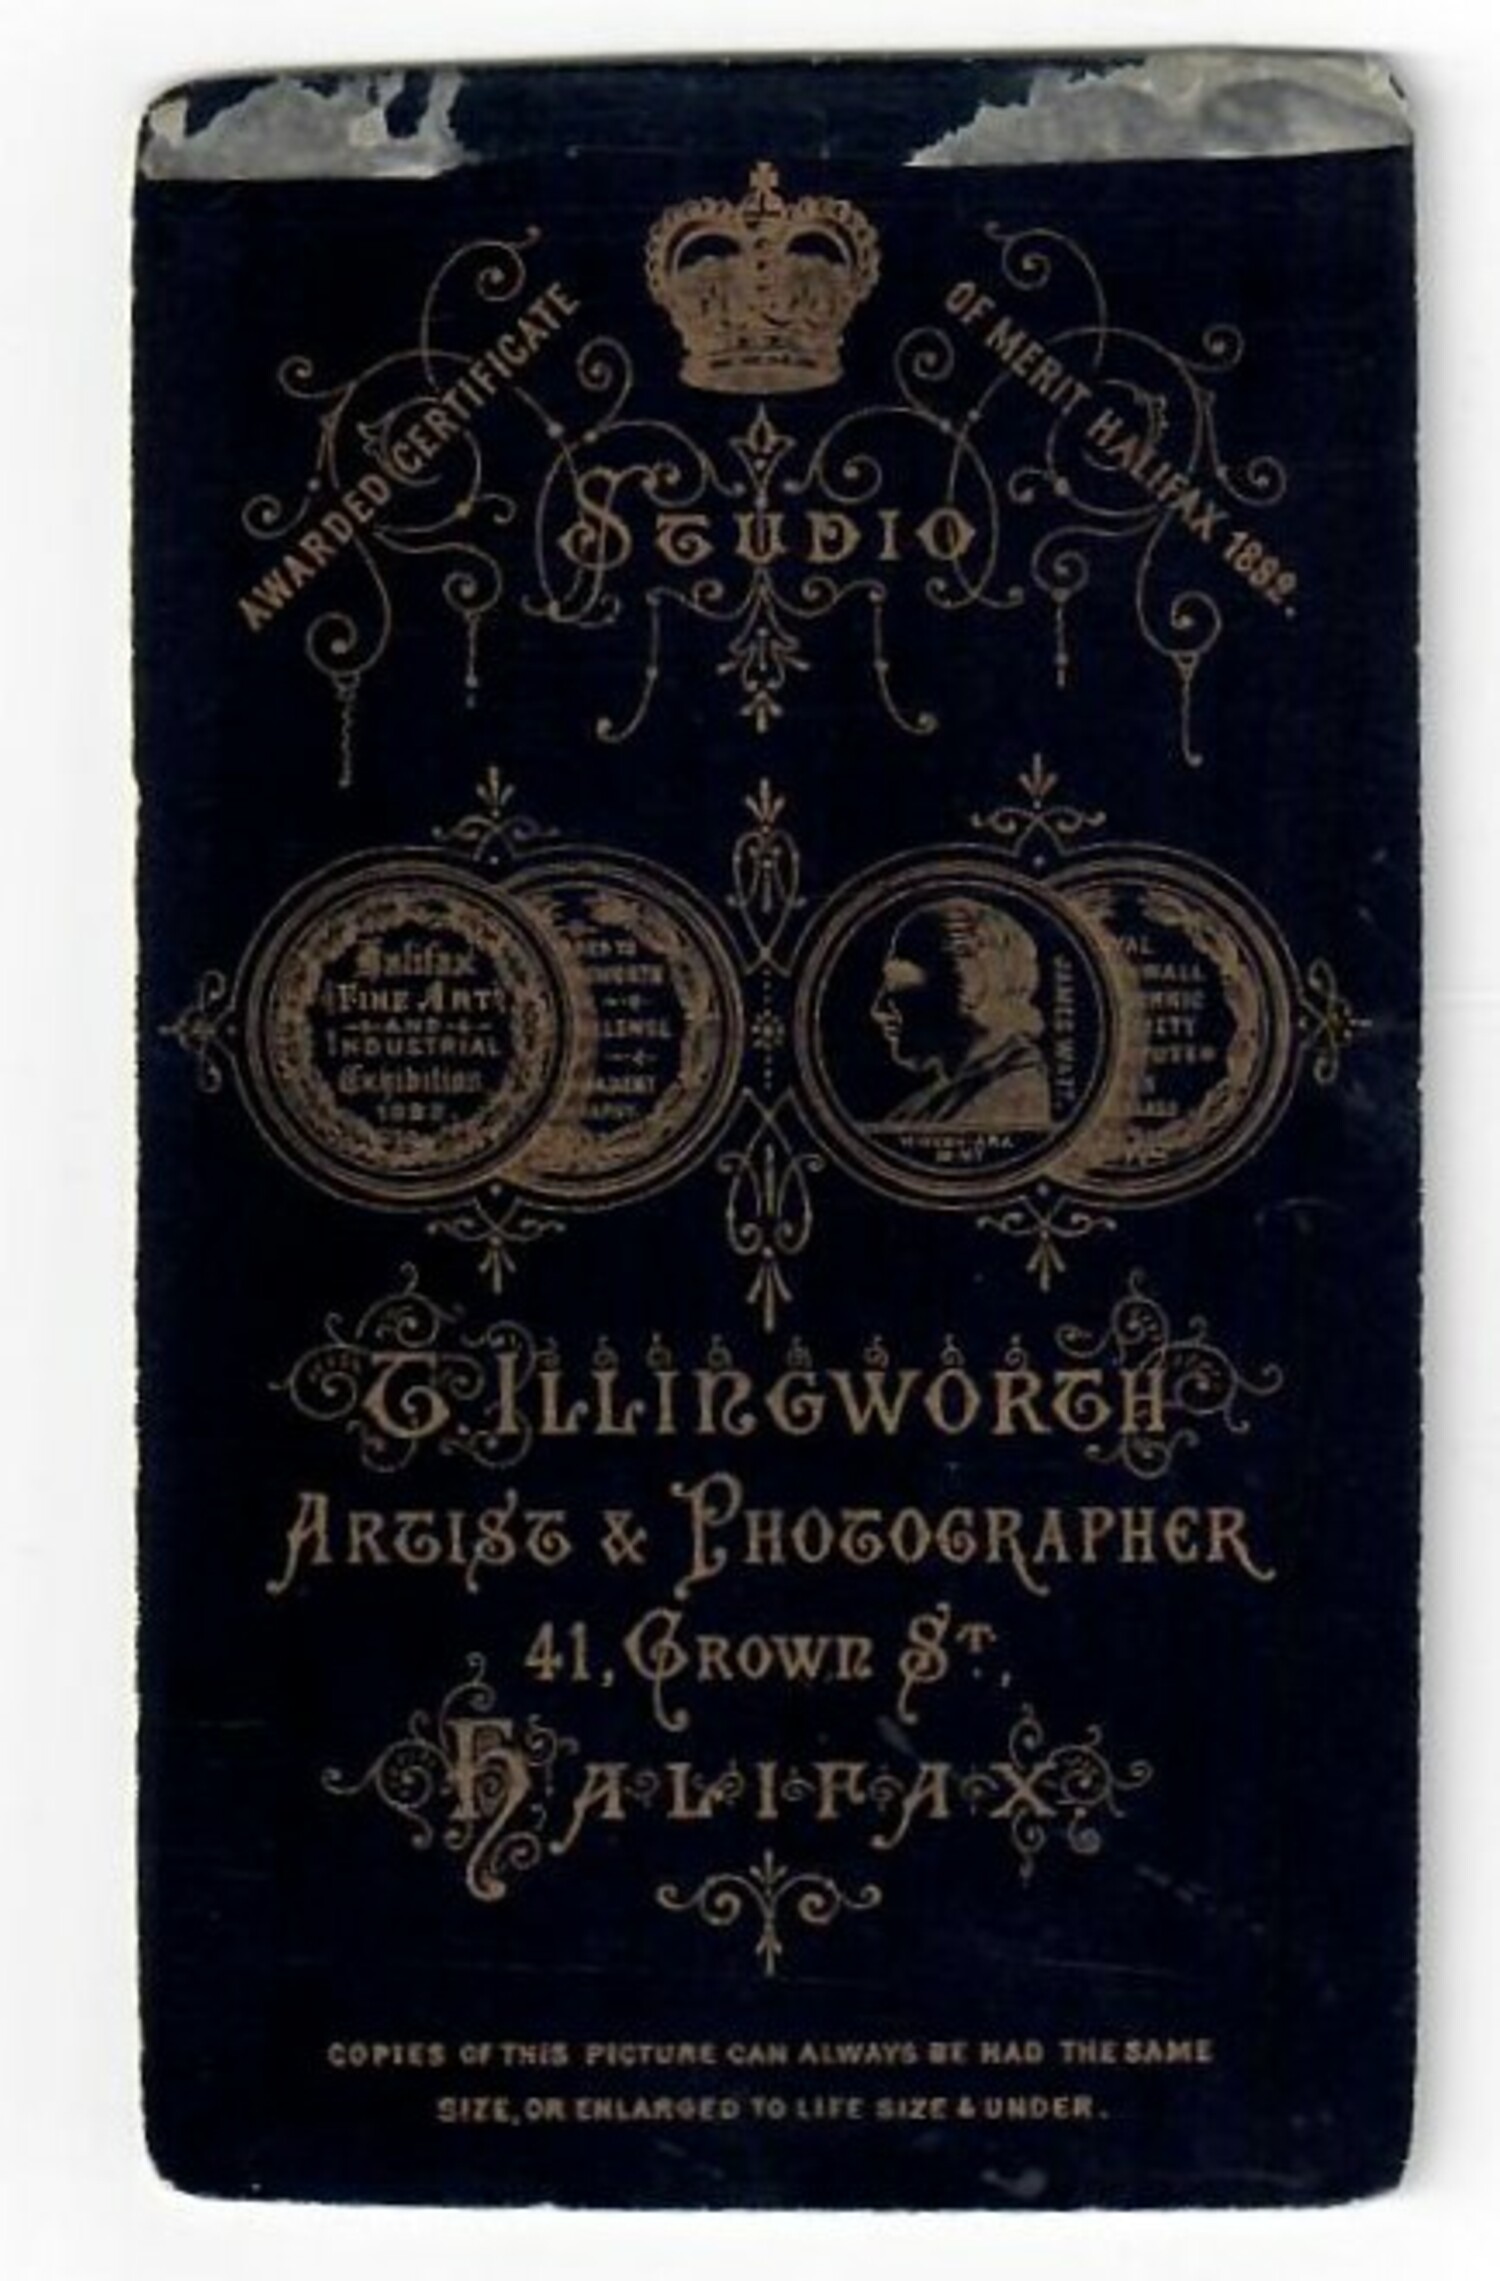 AWARDED CERTIFICATE
OF MERIT HALIFAX 1889.
STUDIO
Halifax
FINE ART
AND
INDUSTRIAL
Exhibition
1882.
JAMES WATT.
T. ILLINGWORTH
ARTIST & PHOTOGRAPHER
41, CROWN ST,
HALIFAX
COPIES OF THIS PICTURE CAN ALWAYS BE HAD THE SAME
SIZE, OR ENLARGED TO LIFE SIZE & UNDER.